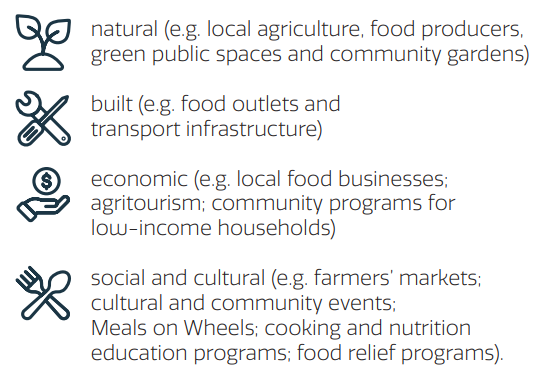 natural (e.g. local agriculture, food producers,
green public spaces and community gardens)
built (e.g. food outlets and
transport infrastructure)
$
economic (e.g. local food businesses;
agritourism; community programs for
low-income households)
social and cultural (e.g. farmers' markets;
cultural and community events;
Meals on Wheels; cooking and nutrition
education programs; food relief programs).